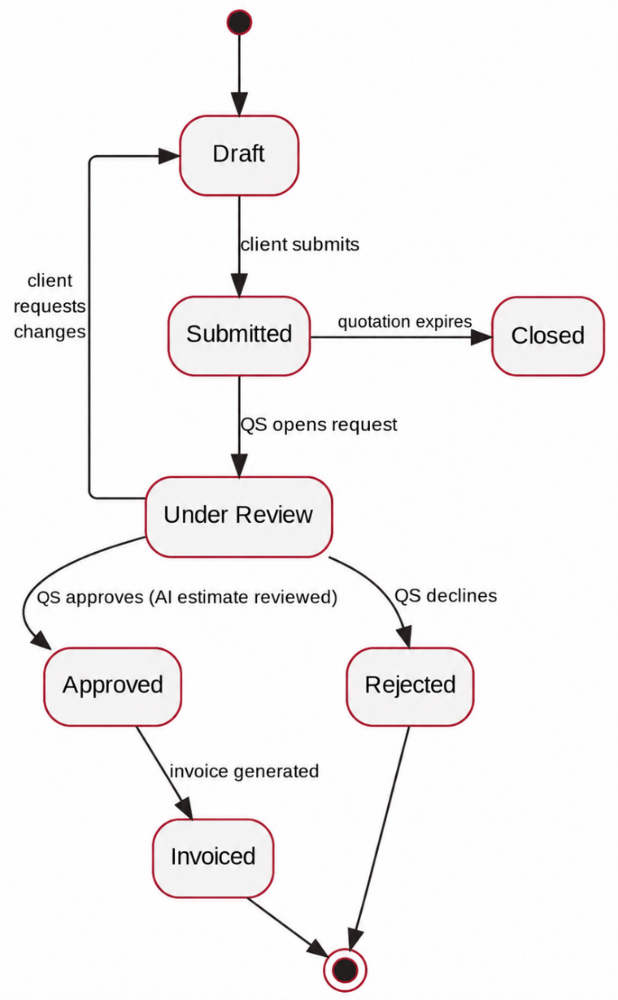 Draft
client submits
client
requests
changes
Submitted
quotation expires
Closed
QS opens request
Under Review
QS approves (AI estimate reviewed)
QS declines
Approved
Rejected
invoice generated
Invoiced